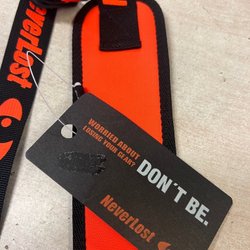 NeverLost
WORRIED ABOUT
LOSING YOUR GEAR?
DON´T BE.
NeverLost